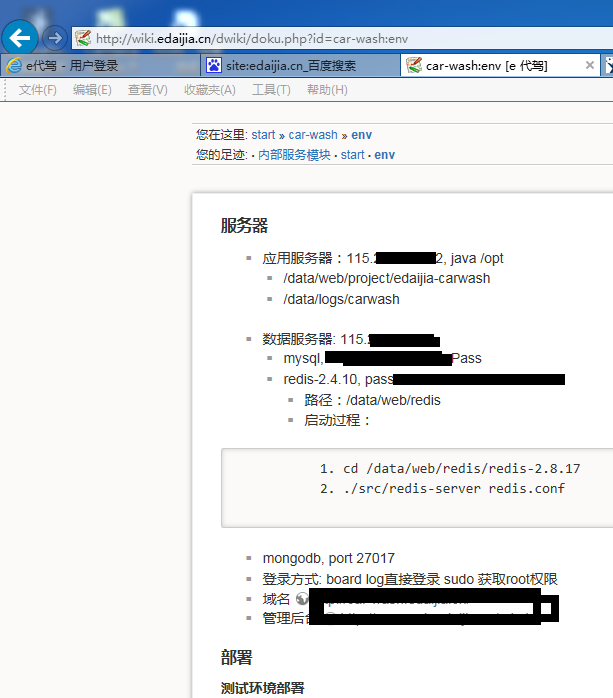 http://wiki.edaijia.cn/dwiki/doku.php?id=car-wash:env
e代驾 - 用户登录 site:edaijia.cn_百度搜索 car-wash:env [e 代驾]
文件(F) 编辑(E) 查看(V) 收藏夹(A) 工具(T) 帮助(H)
您在这里: start » car-wash » env
您的足迹: • 内部服务模块 • start • env
服务器
应用服务器：115. 2, java /opt
/data/web/project/edaijia-carwash
/data/logs/carwash
数据服务器: 115.
mysql, Pass
redis-2.4.10, pass
路径：/data/web/redis
启动过程：
1. cd /data/web/redis/redis-2.8.17
2. ./src/redis-server redis.conf
mongodb, port 27017
登录方式: board log直接登录 sudo 获取root权限
域名
管理后台
部署
测试环境部署